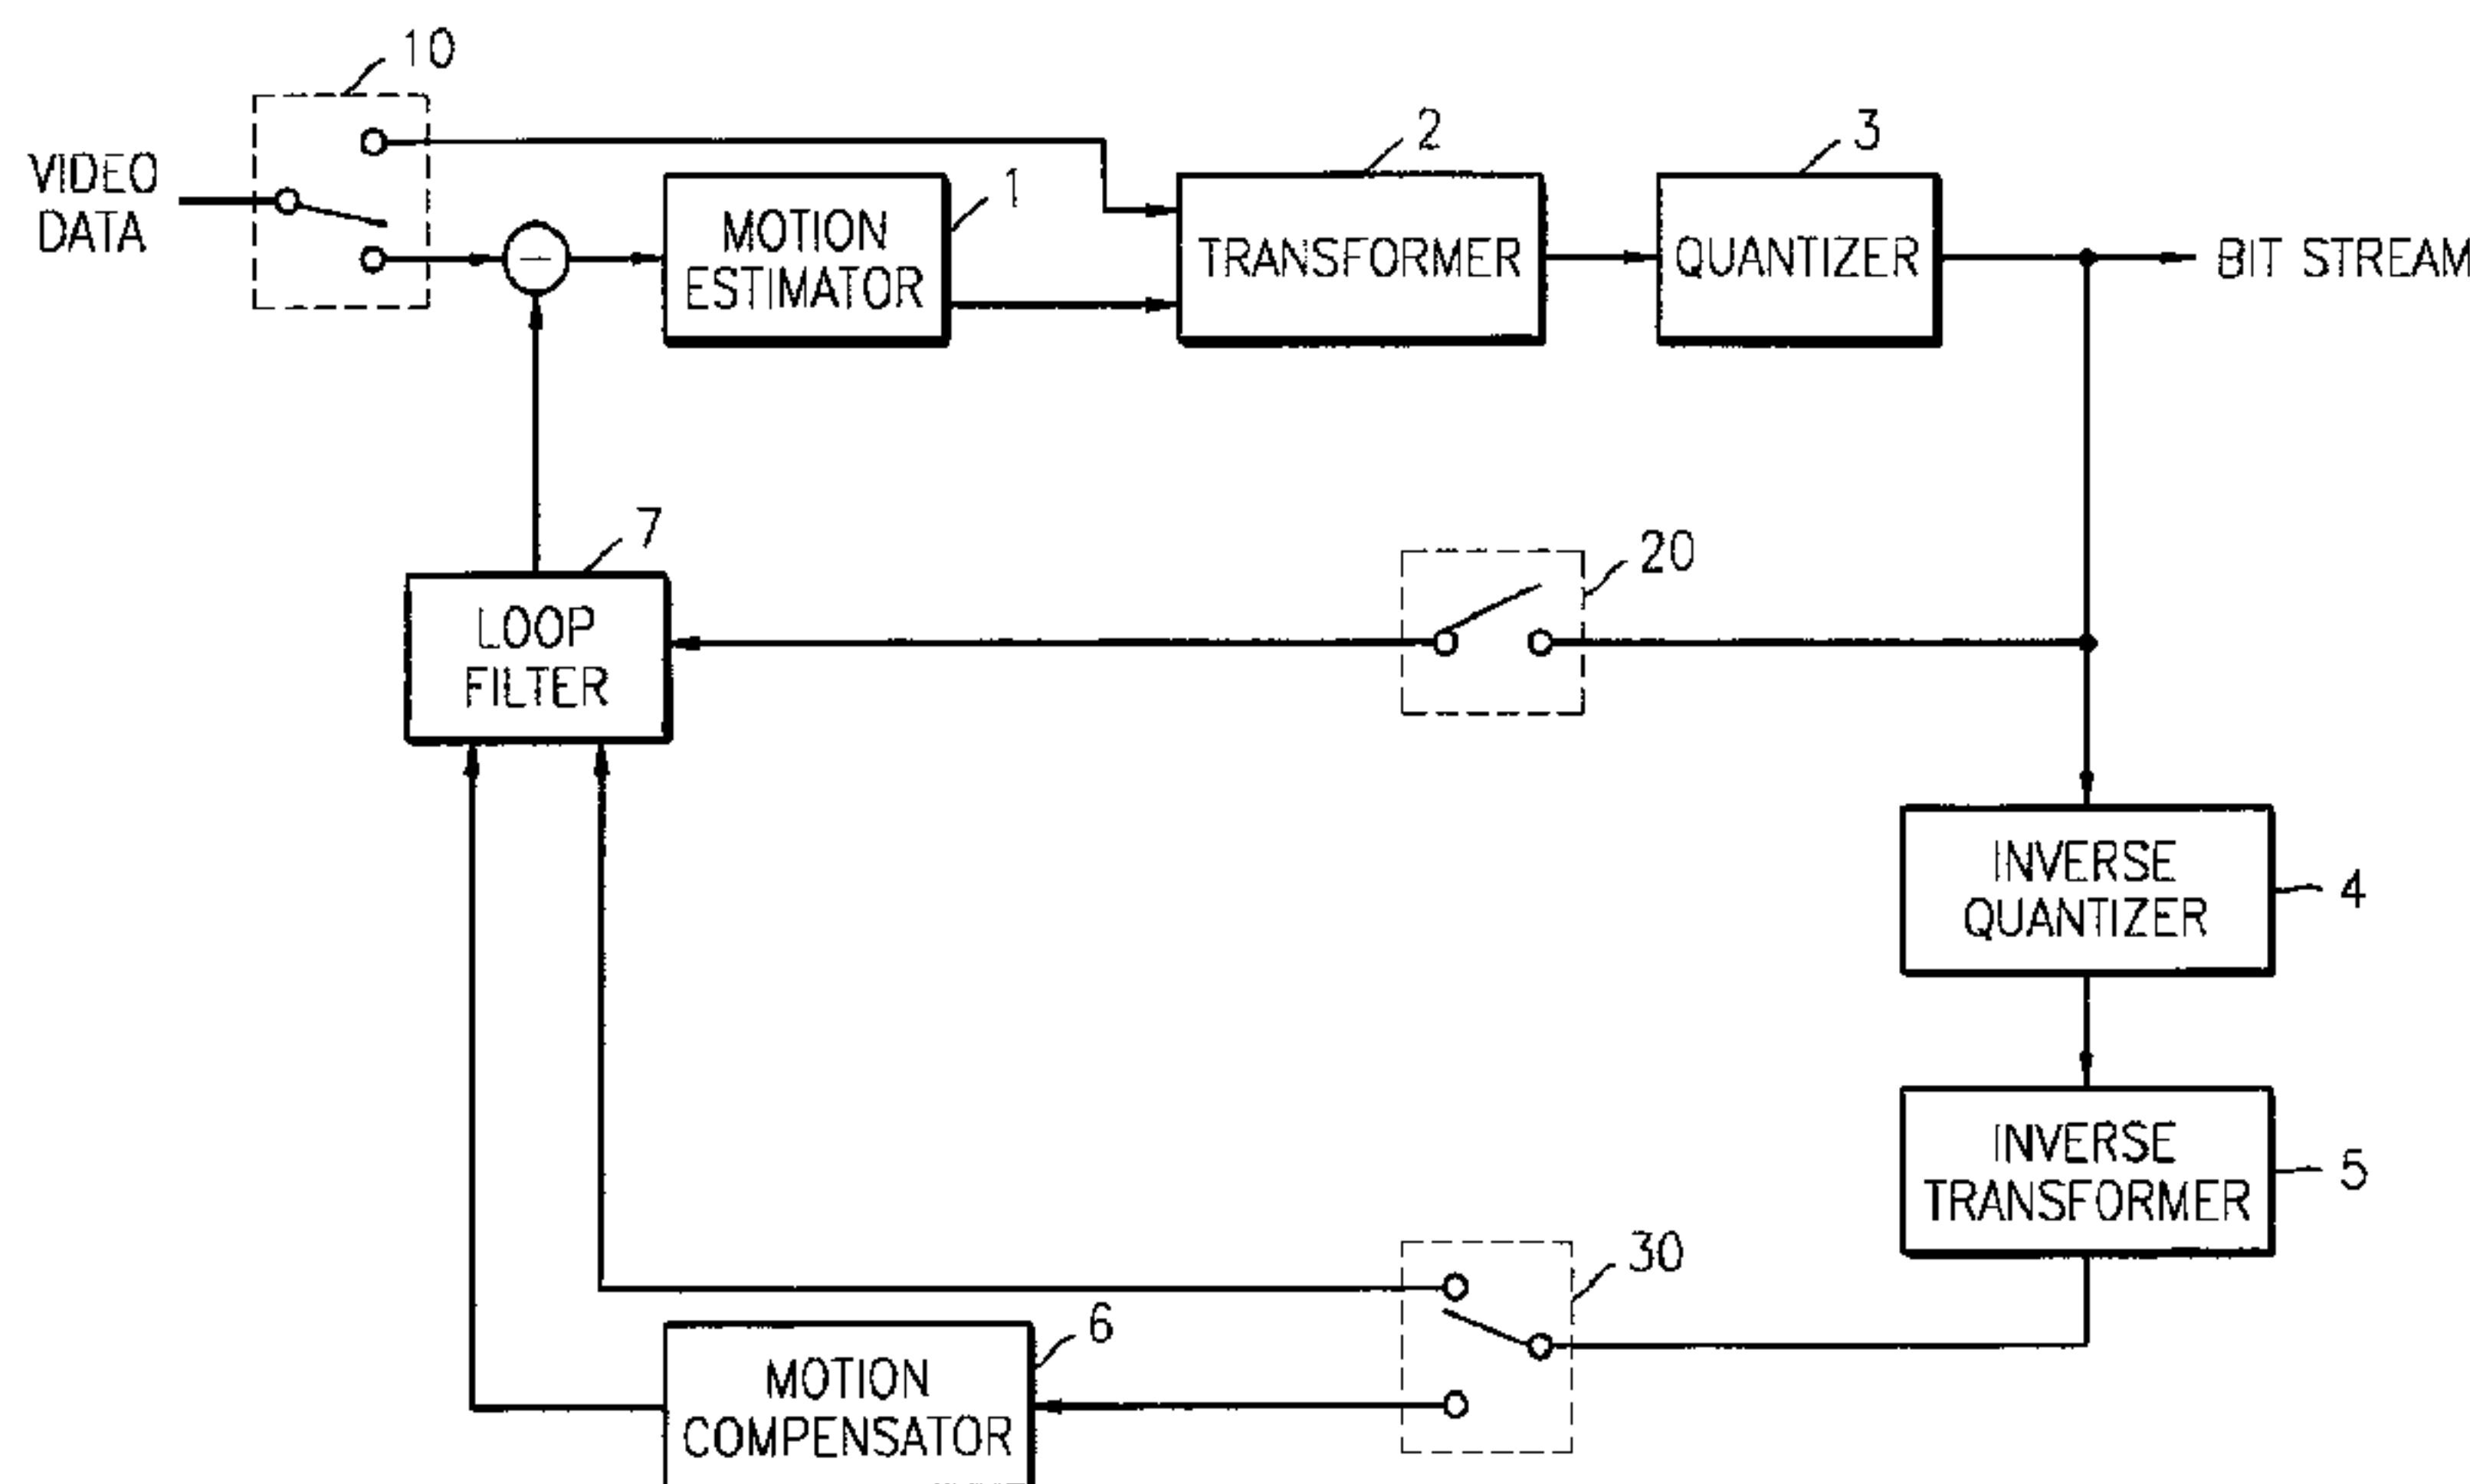 10
VIDEO
DATA
MOTION
ESTIMATOR
1
TRANSFORMER
2
QUANTIZER
3
BIT STREAM
LOOP
FILTER
7
20
INVERSE
QUANTIZER
4
INVERSE
TRANSFORMER
5
30
MOTION
COMPENSATOR
6